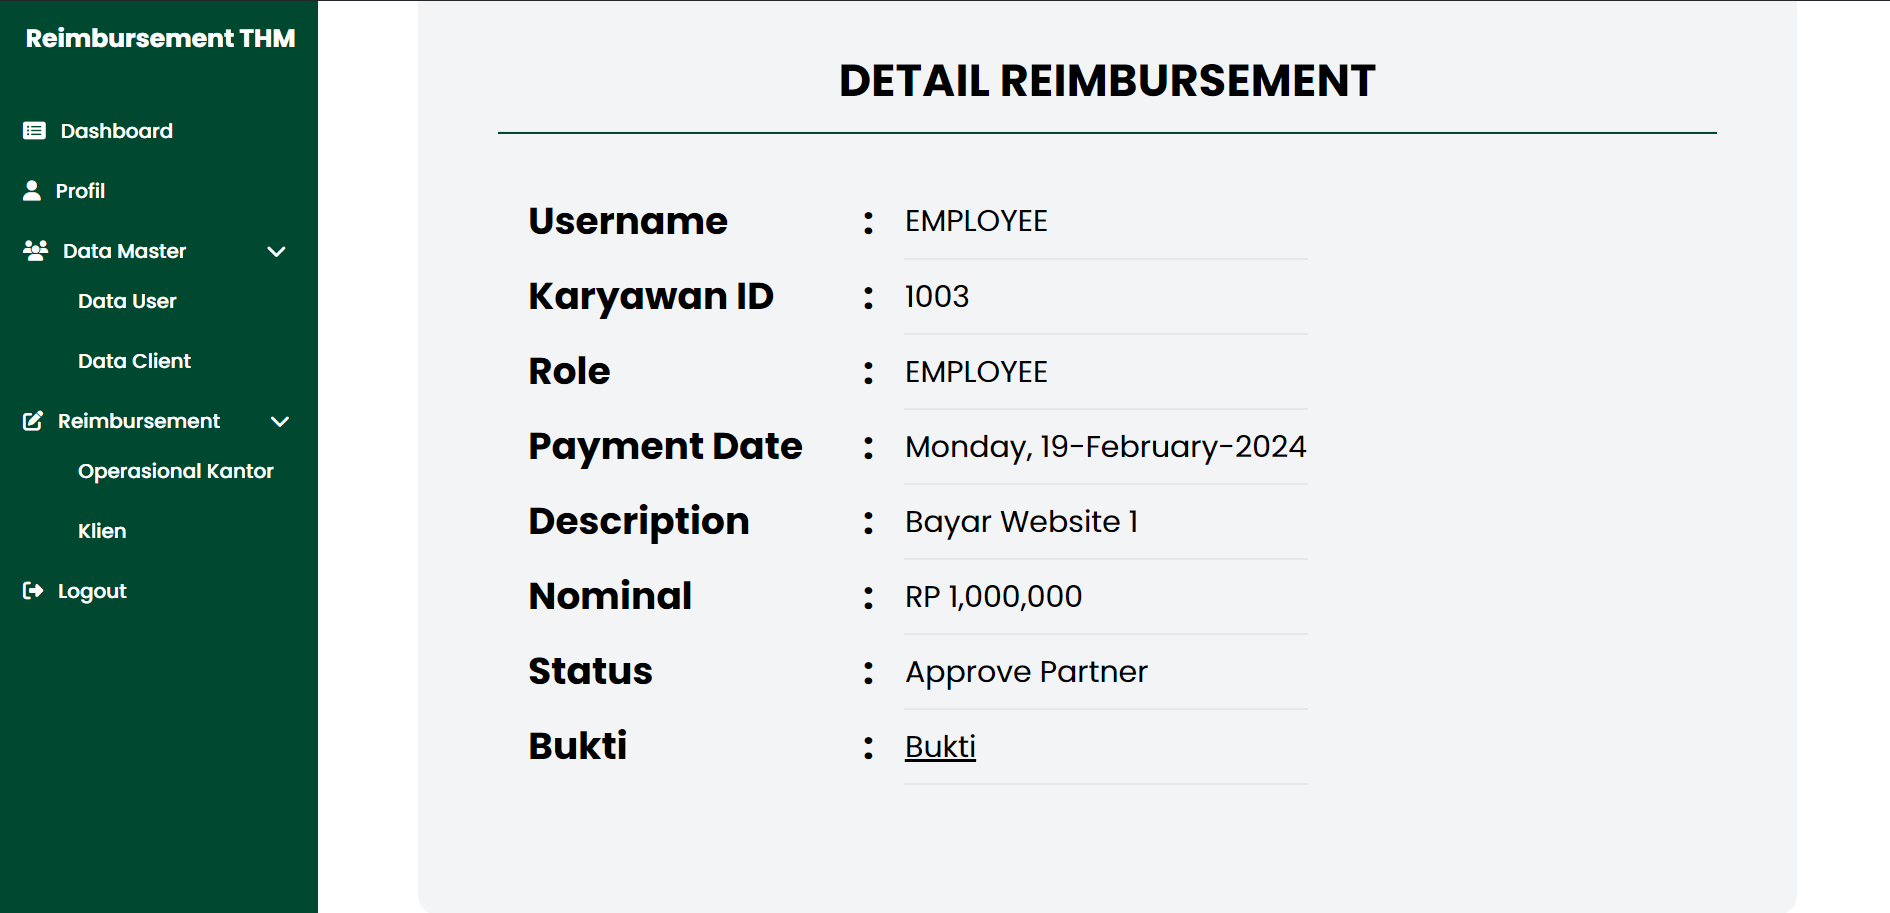 Reimbursement THM
Dashboard
Profil
Data Master
Data User
Data Client
Reimbursement
Operasional Kantor
Klien
Logout
DETAIL REIMBURSEMENT
Username : EMPLOYEE
Karyawan ID : 1003
Role : EMPLOYEE
Payment Date : Monday, 19-February-2024
Description : Bayar Website 1
Nominal : RP 1,000,000
Status : Approve Partner
Bukti : Bukti